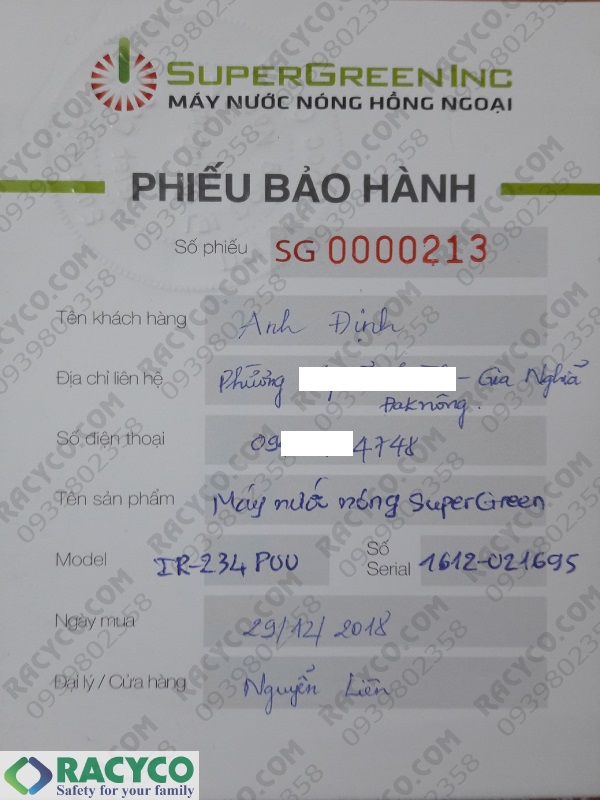 SUPERGREENINC
MÁY NƯỚC NÓNG HỒNG NGOẠI
PHIẾU BẢO HÀNH
Số phiếu SG 0000213
Tên khách hàng Anh Định
Địa chỉ liên hệ Phường - Gia Nghĩa
Đaknông.
Số điện thoại 09 4748
Tên sản phẩm Máy nước nóng SuperGreen
Model IR-234 POU Số Serial 1612-021695
Ngày mua 29/12/2018
Đại lý / Cửa hàng Nguyễn Liên
RACYCO
Safety for your family
RACYCO.COM
0939802358